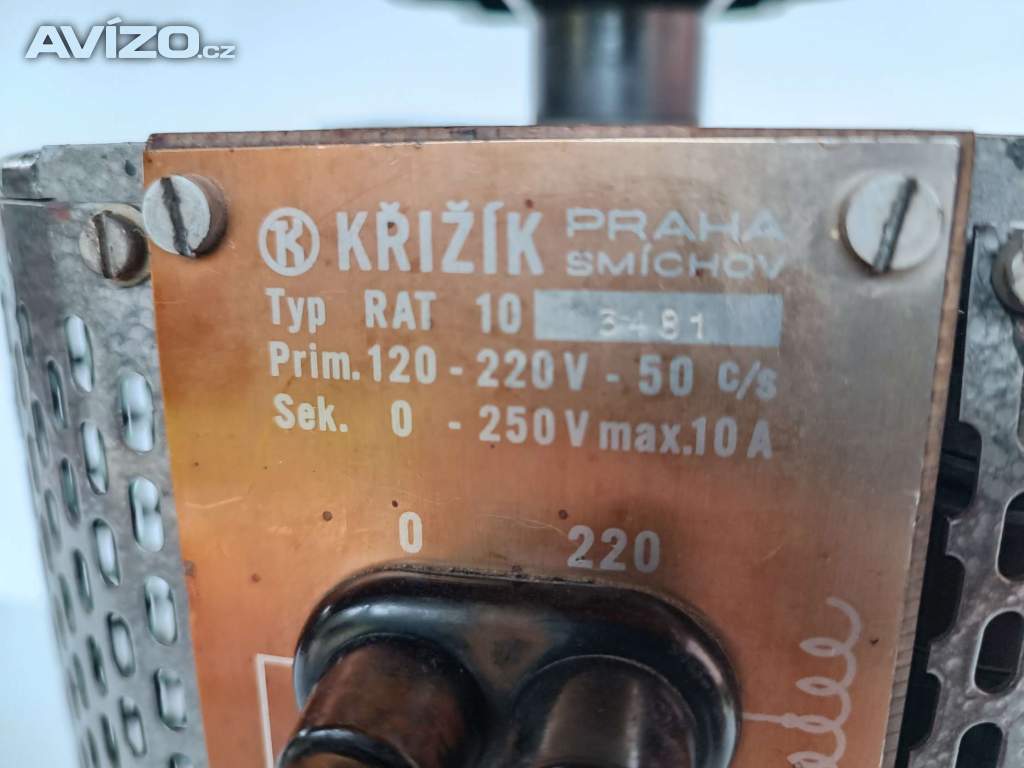 AVÍZO.cz
KŘIŽÍK PRAHA
SMÍCHOV
Typ RAT 10 3481
Prim. 120 - 220 V - 50 c/s
Sek. 0 - 250 V max. 10 A
0 220